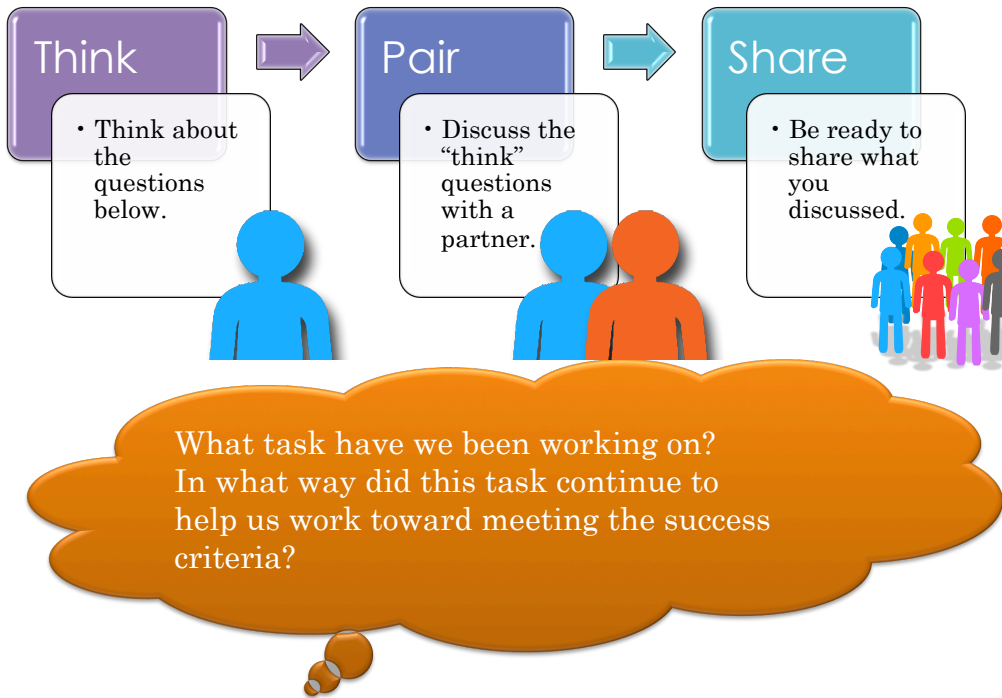 Think
• Think about
the
questions
below.
Pair
• Discuss the
“think”
questions
with a
partner.
Share
• Be ready to
share what
you
discussed.
What task have we been working on?
In what way did this task continue to
help us work toward meeting the success
criteria?